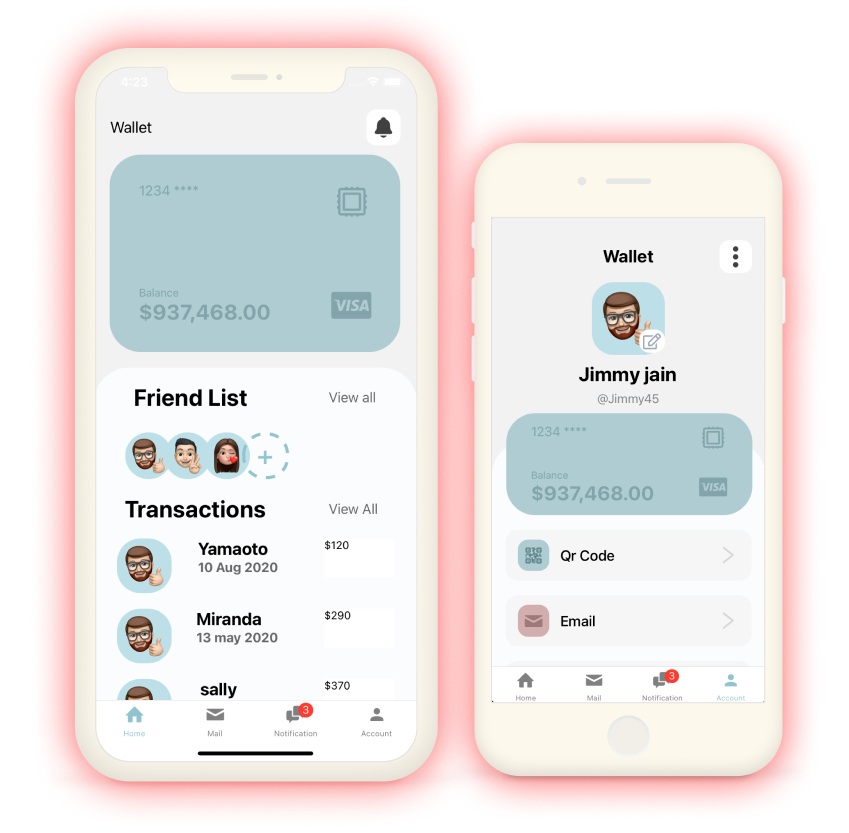 4:23
Wallet
1234 ****
Balance
$937,468.00
VISA
Friend List
View all
+
Transactions
View All
Yamaoto
10 Aug 2020
$120
Miranda
13 may 2020
$290
sally
$370
3
Home
Mail
Notification
Account
Wallet
Jimmy jain
@Jimmy45
1234 ****
Balance
$937,468.00
VISA
Qr Code
Email
3
Home
Mail
Notification
Account